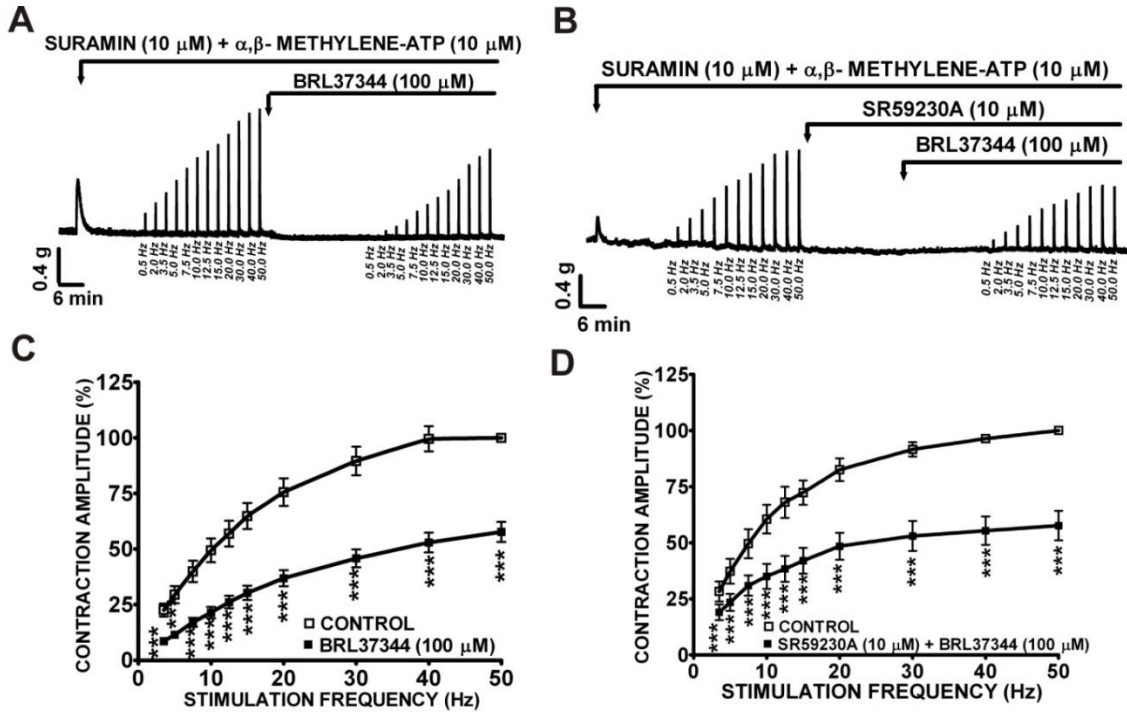 A
SURAMIN (10 μM) + α,β- METHYLENE-ATP (10 μM)
BRL37344 (100 μM)
0.5 Hz
2.0 Hz
3.5 Hz
5.0 Hz
7.5 Hz
10.0 Hz
12.5 Hz
15.0 Hz
20.0 Hz
30.0 Hz
40.0 Hz
50.0 Hz
0.5 Hz
2.0 Hz
3.5 Hz
5.0 Hz
7.5 Hz
10.0 Hz
12.5 Hz
15.0 Hz
20.0 Hz
30.0 Hz
40.0 Hz
50.0 Hz
0.4 g
6 min
B
SURAMIN (10 μM) + α,β- METHYLENE-ATP (10 μM)
SR59230A (10 μM)
BRL37344 (100 μM)
0.5 Hz
2.0 Hz
3.5 Hz
5.0 Hz
7.5 Hz
10.0 Hz
12.5 Hz
15.0 Hz
20.0 Hz
30.0 Hz
40.0 Hz
50.0 Hz
0.5 Hz
2.0 Hz
3.5 Hz
5.0 Hz
7.5 Hz
10.0 Hz
12.5 Hz
15.0 Hz
20.0 Hz
30.0 Hz
40.0 Hz
50.0 Hz
0.4 g
6 min
C
CONTRACTION AMPLITUDE (%)
125
100
75
50
25
0
***
***
***
***
***
***
***
***
***
***
CONTROL
BRL37344 (100 μM)
0 10 20 30 40 50
STIMULATION FREQUENCY (Hz)
D
CONTRACTION AMPLITUDE (%)
125
100
75
50
25
0
***
***
***
***
***
***
***
***
***
***
CONTROL
SR59230A (10 μM) + BRL37344 (100 μM)
0 10 20 30 40 50
STIMULATION FREQUENCY (Hz)